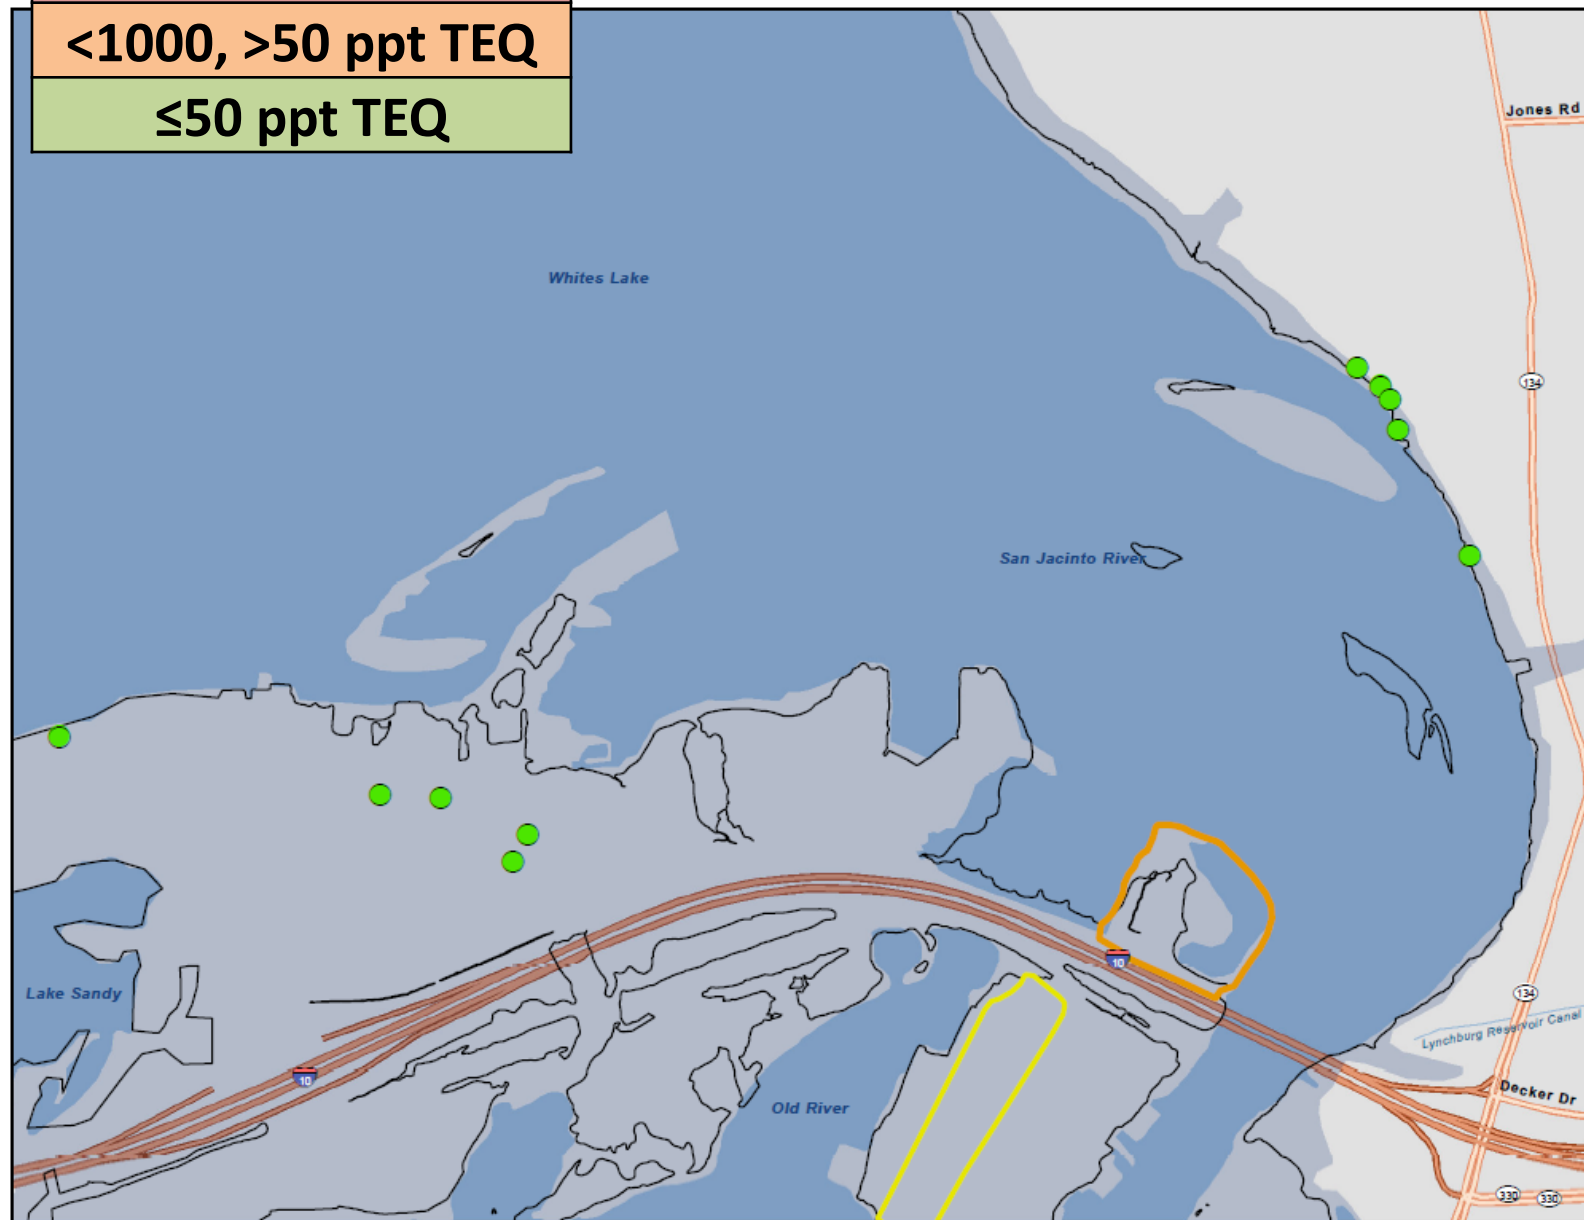 <1000, >50 ppt TEQ
≤50 ppt TEQ
Jones Rd
Whites Lake
134
San Jacinto River
10
Lake Sandy
134
Lynchburg Reservoir Canal
10
Decker Dr
Old River
330
330